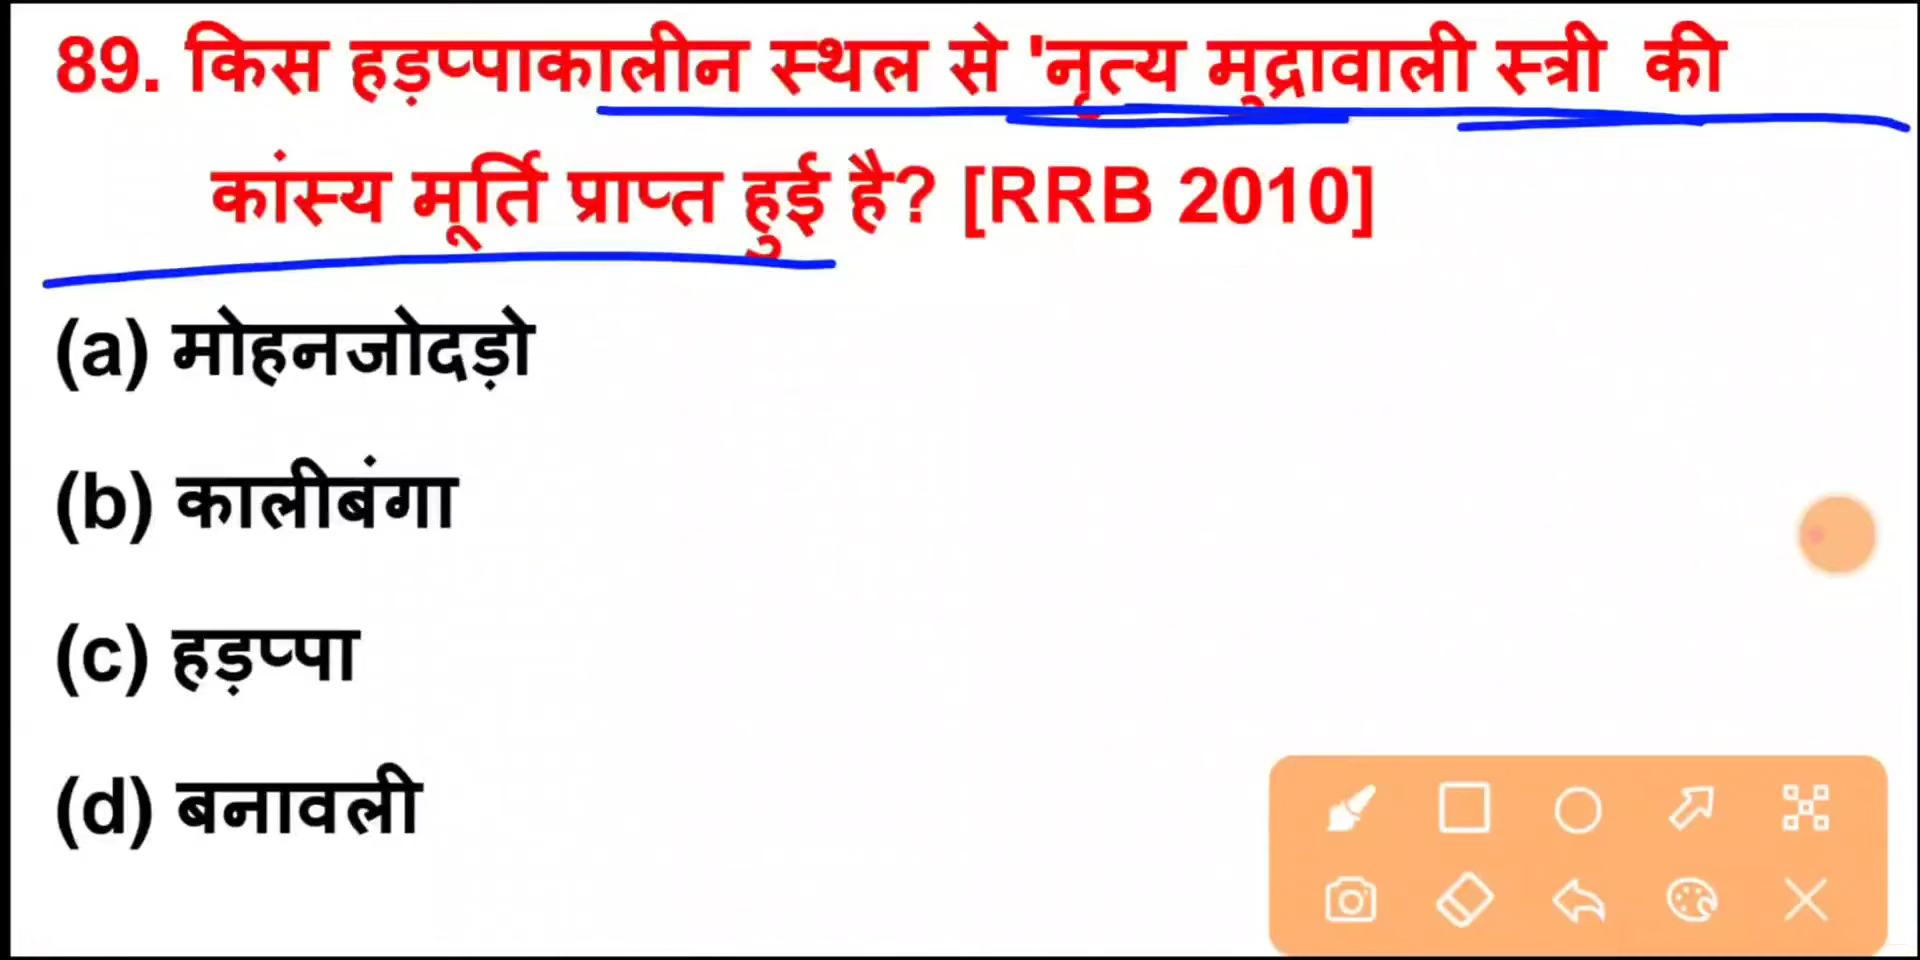 89. किस हड़प्पाकालीन स्थल से 'नृत्य मुद्रावाली स्त्री की
कांस्य मूर्ति प्राप्त हुई है? [RRB 2010]
(a) मोहनजोदड़ो
(b) कालीबंगा
(c) हड़प्पा
(d) बनावली